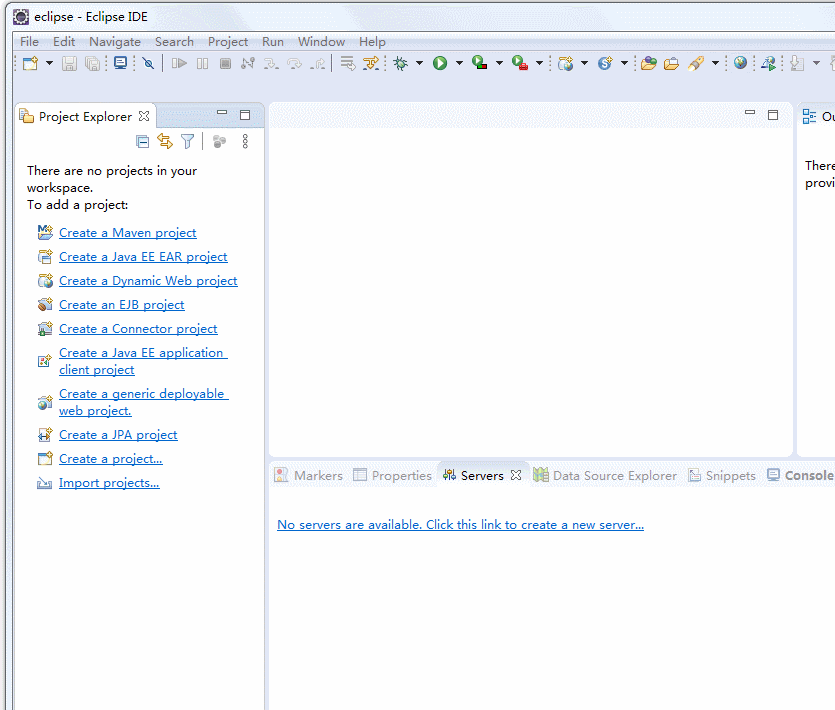 eclipse - Eclipse IDE
File Edit Navigate Search Project Run Window Help
Project Explorer
There are no projects in your
workspace.
To add a project:
Create a Maven project
Create a Java EE EAR project
Create a Dynamic Web project
Create an EJB project
Create a Connector project
Create a Java EE application
client project
Create a generic deployable
web project.
Create a JPA project
Create a project...
Import projects...
Ou
There
provi
Markers Properties Servers Data Source Explorer Snippets Console
No servers are available. Click this link to create a new server...